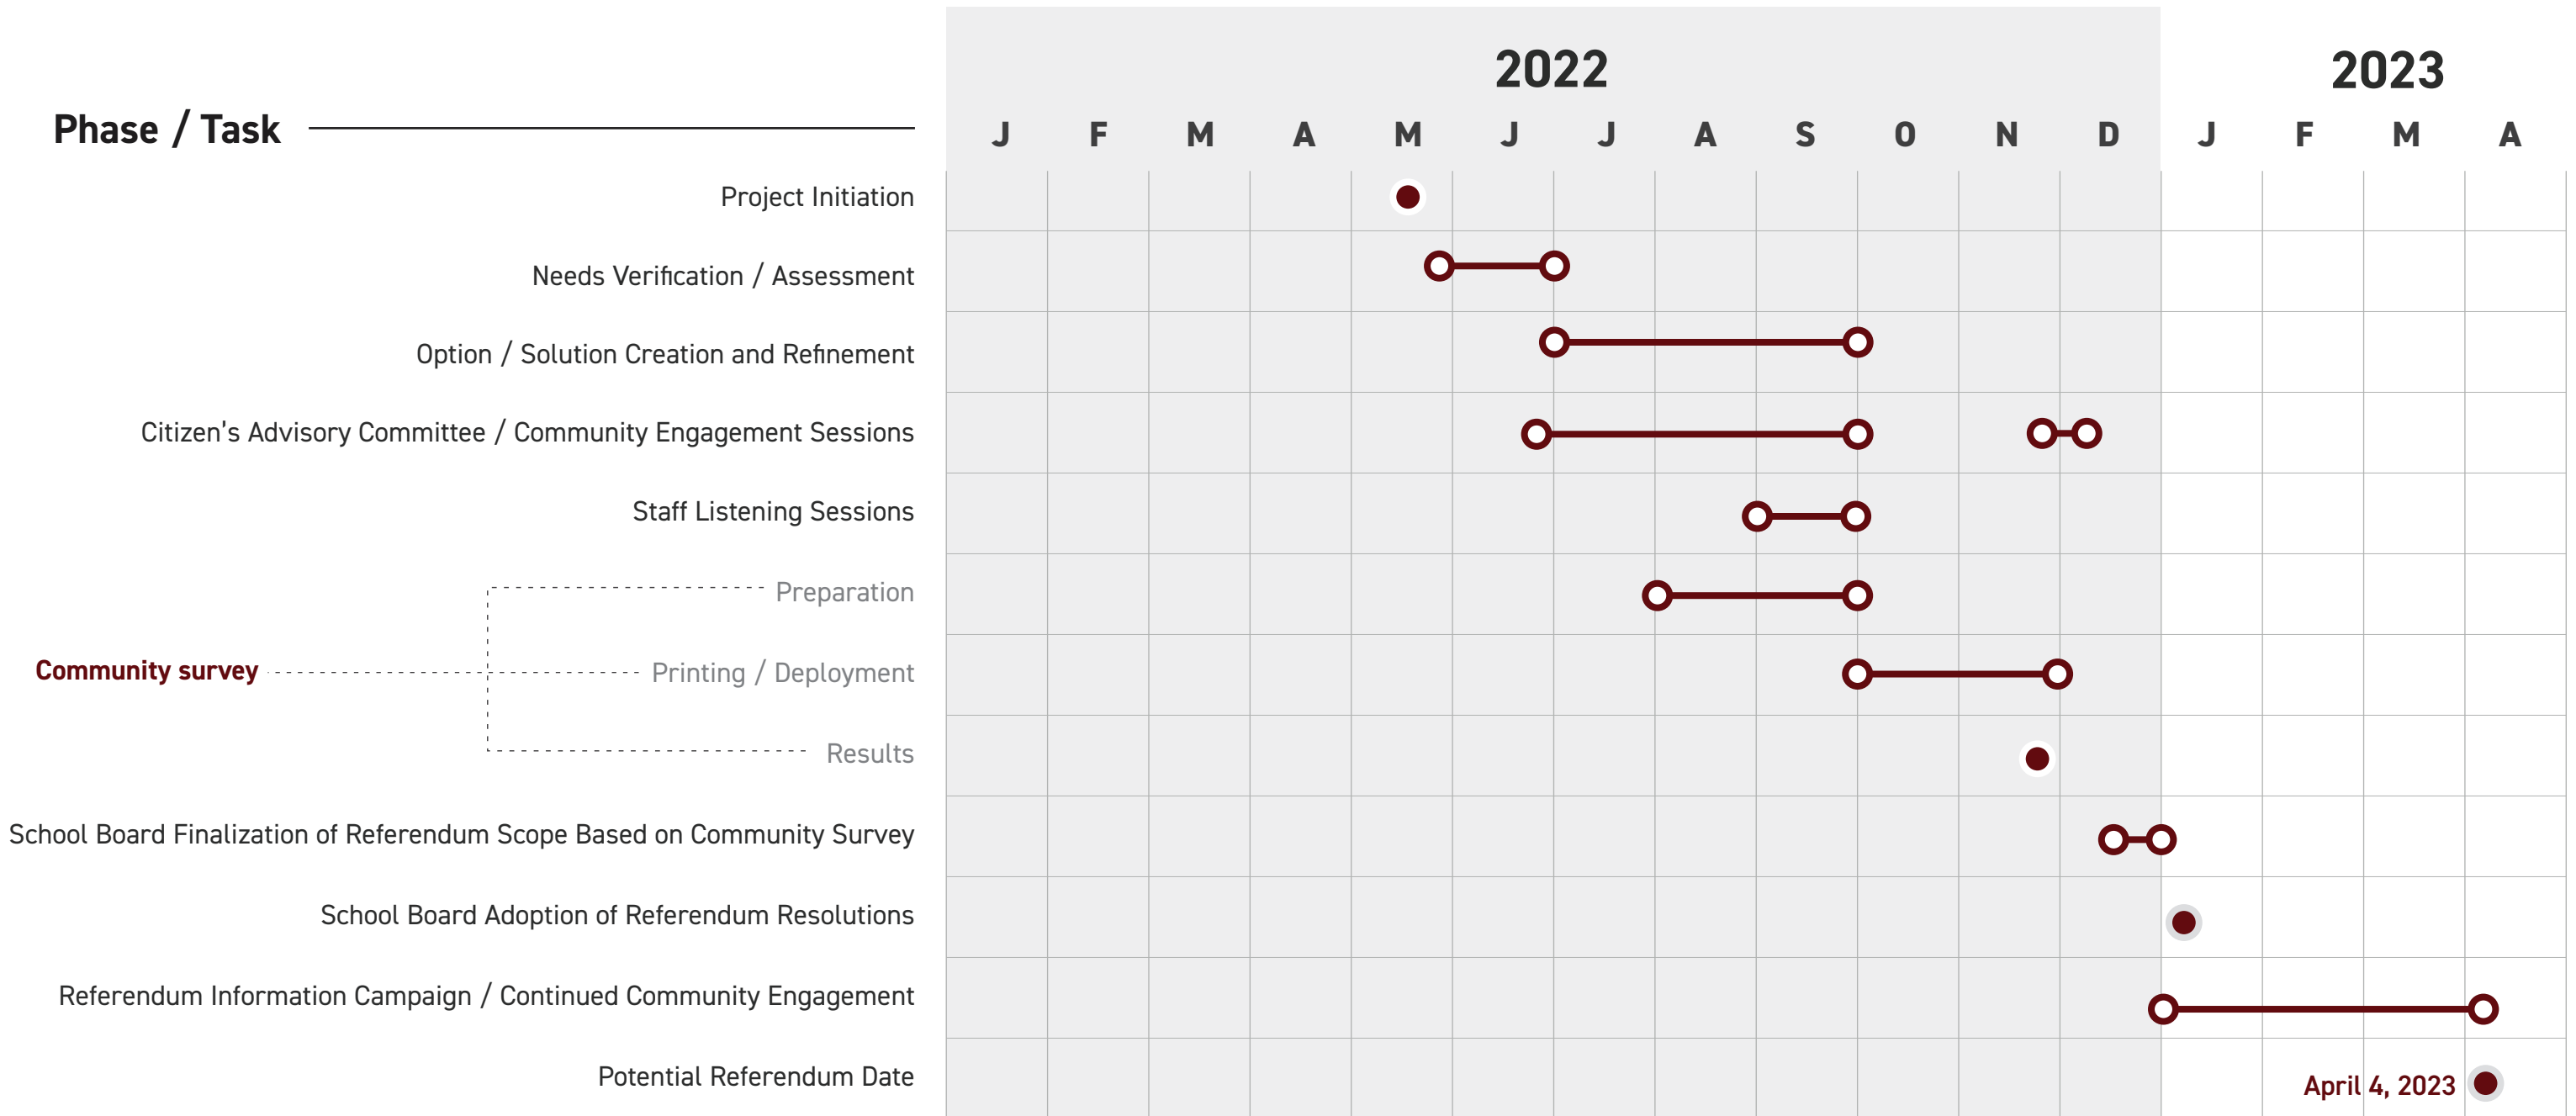 2022
2023
Phase / Task
J F M A M J J A S O N D J F M A
Project Initiation
Needs Verification / Assessment
Option / Solution Creation and Refinement
Citizen’s Advisory Committee / Community Engagement Sessions
Staff Listening Sessions
Preparation
Community survey
Printing / Deployment
Results
School Board Finalization of Referendum Scope Based on Community Survey
School Board Adoption of Referendum Resolutions
Referendum Information Campaign / Continued Community Engagement
Potential Referendum Date
April 4, 2023